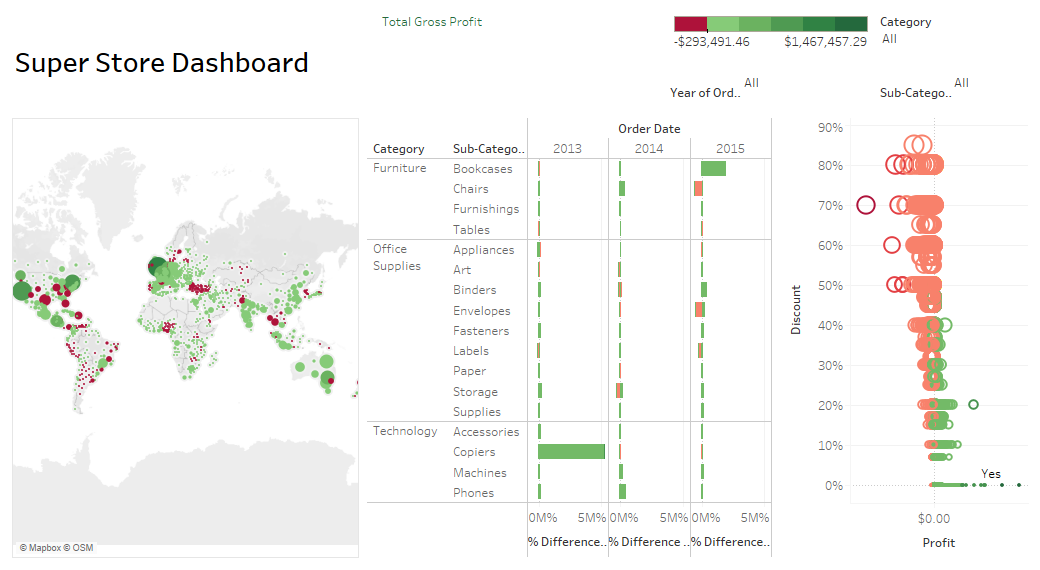 Total Gross Profit
-$293,491.46 $1,467,457.29
Category
All
Super Store Dashboard
Year of Ord.. All
Sub-Catego.. All
Order Date
Category Sub-Catego.. 2013 2014 2015
Furniture Bookcases
Chairs
Furnishings
Tables
Office Supplies Appliances
Art
Binders
Envelopes
Fasteners
Labels
Paper
Storage
Supplies
Technology Accessories
Copiers
Machines
Phones
0M% 5M% 0M% 5M% 0M% 5M%
% Difference.. % Difference .. % Difference..
© Mapbox © OSM
Discount
90%
80%
70%
60%
50%
40%
30%
20%
10%
0%
Yes
$0.00
Profit